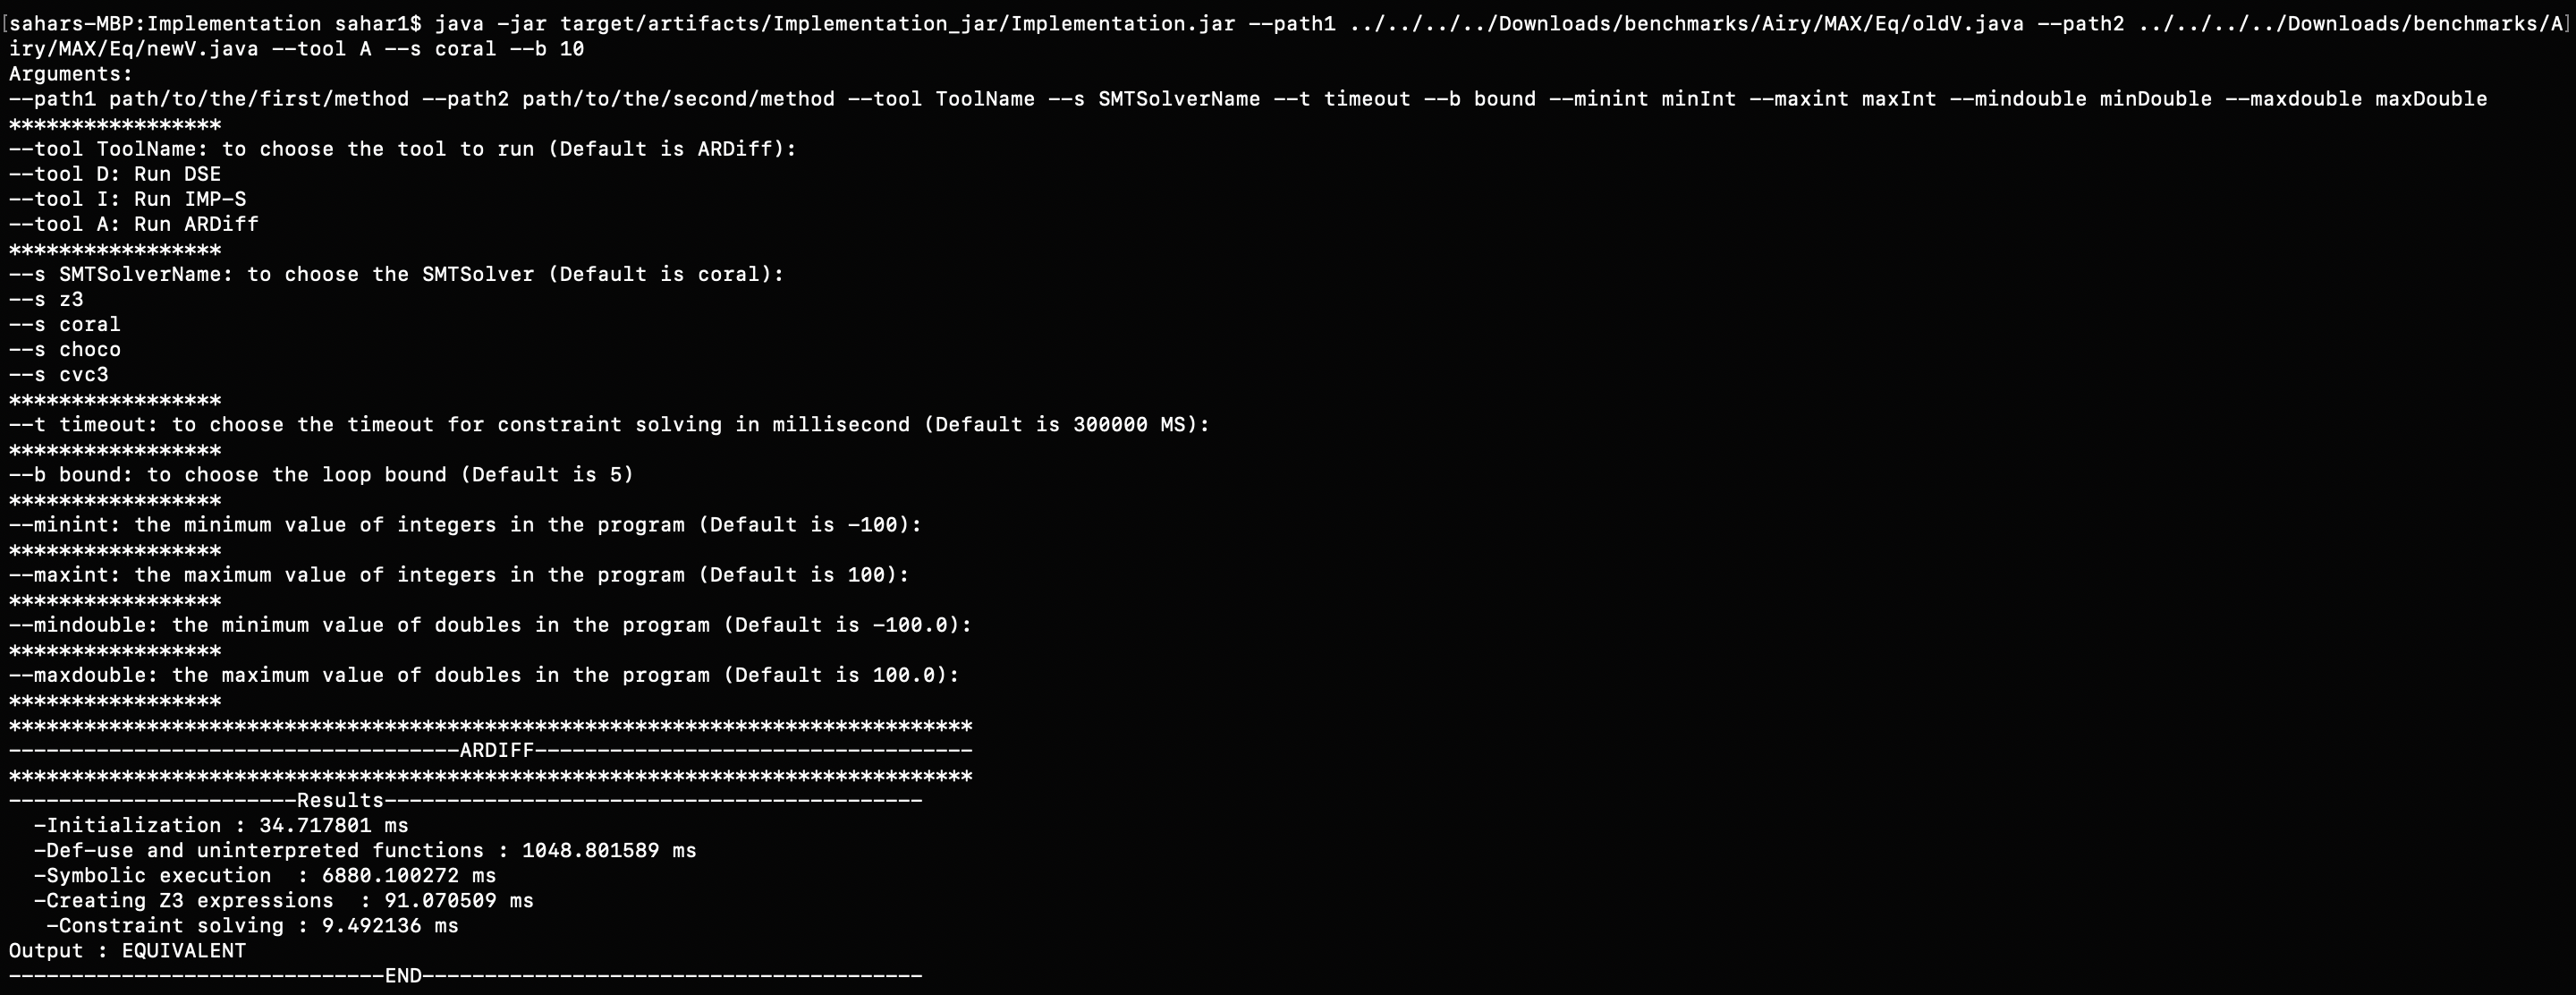 [sahars-MBP:Implementation sahar1$ java -jar target/artifacts/Implementation_jar/Implementation.jar --path1 ../../../../Downloads/benchmarks/Airy/MAX/Eq/oldV.java --path2 ../../../../Downloads/benchmarks/A]
iry/MAX/Eq/newV.java --tool A --s coral --b 10
Arguments:
--path1 path/to/the/first/method --path2 path/to/the/second/method --tool ToolName --s SMTSolverName --t timeout --b bound --minint minInt --maxint maxInt --mindouble minDouble --maxdouble maxDouble
*****************
--tool ToolName: to choose the tool to run (Default is ARDiff):
--tool D: Run DSE
--tool I: Run IMP-S
--tool A: Run ARDiff
*****************
--s SMTSolverName: to choose the SMTSolver (Default is coral):
--s z3
--s coral
--s choco
--s cvc3
*****************
--t timeout: to choose the timeout for constraint solving in millisecond (Default is 300000 MS):
*****************
--b bound: to choose the loop bound (Default is 5)
*****************
--minint: the minimum value of integers in the program (Default is -100):
*****************
--maxint: the maximum value of integers in the program (Default is 100):
*****************
--mindouble: the minimum value of doubles in the program (Default is -100.0):
*****************
--maxdouble: the maximum value of doubles in the program (Default is 100.0):
*****************
*****************************************************************************
------------------------------------ARDIFF-----------------------------------
*****************************************************************************
-----------------------Results-------------------------------------------
  -Initialization : 34.717801 ms
  -Def-use and uninterpreted functions : 1048.801589 ms
  -Symbolic execution  : 6880.100272 ms
  -Creating Z3 expressions  : 91.070509 ms
   -Constraint solving : 9.492136 ms
Output : EQUIVALENT
------------------------------END----------------------------------------